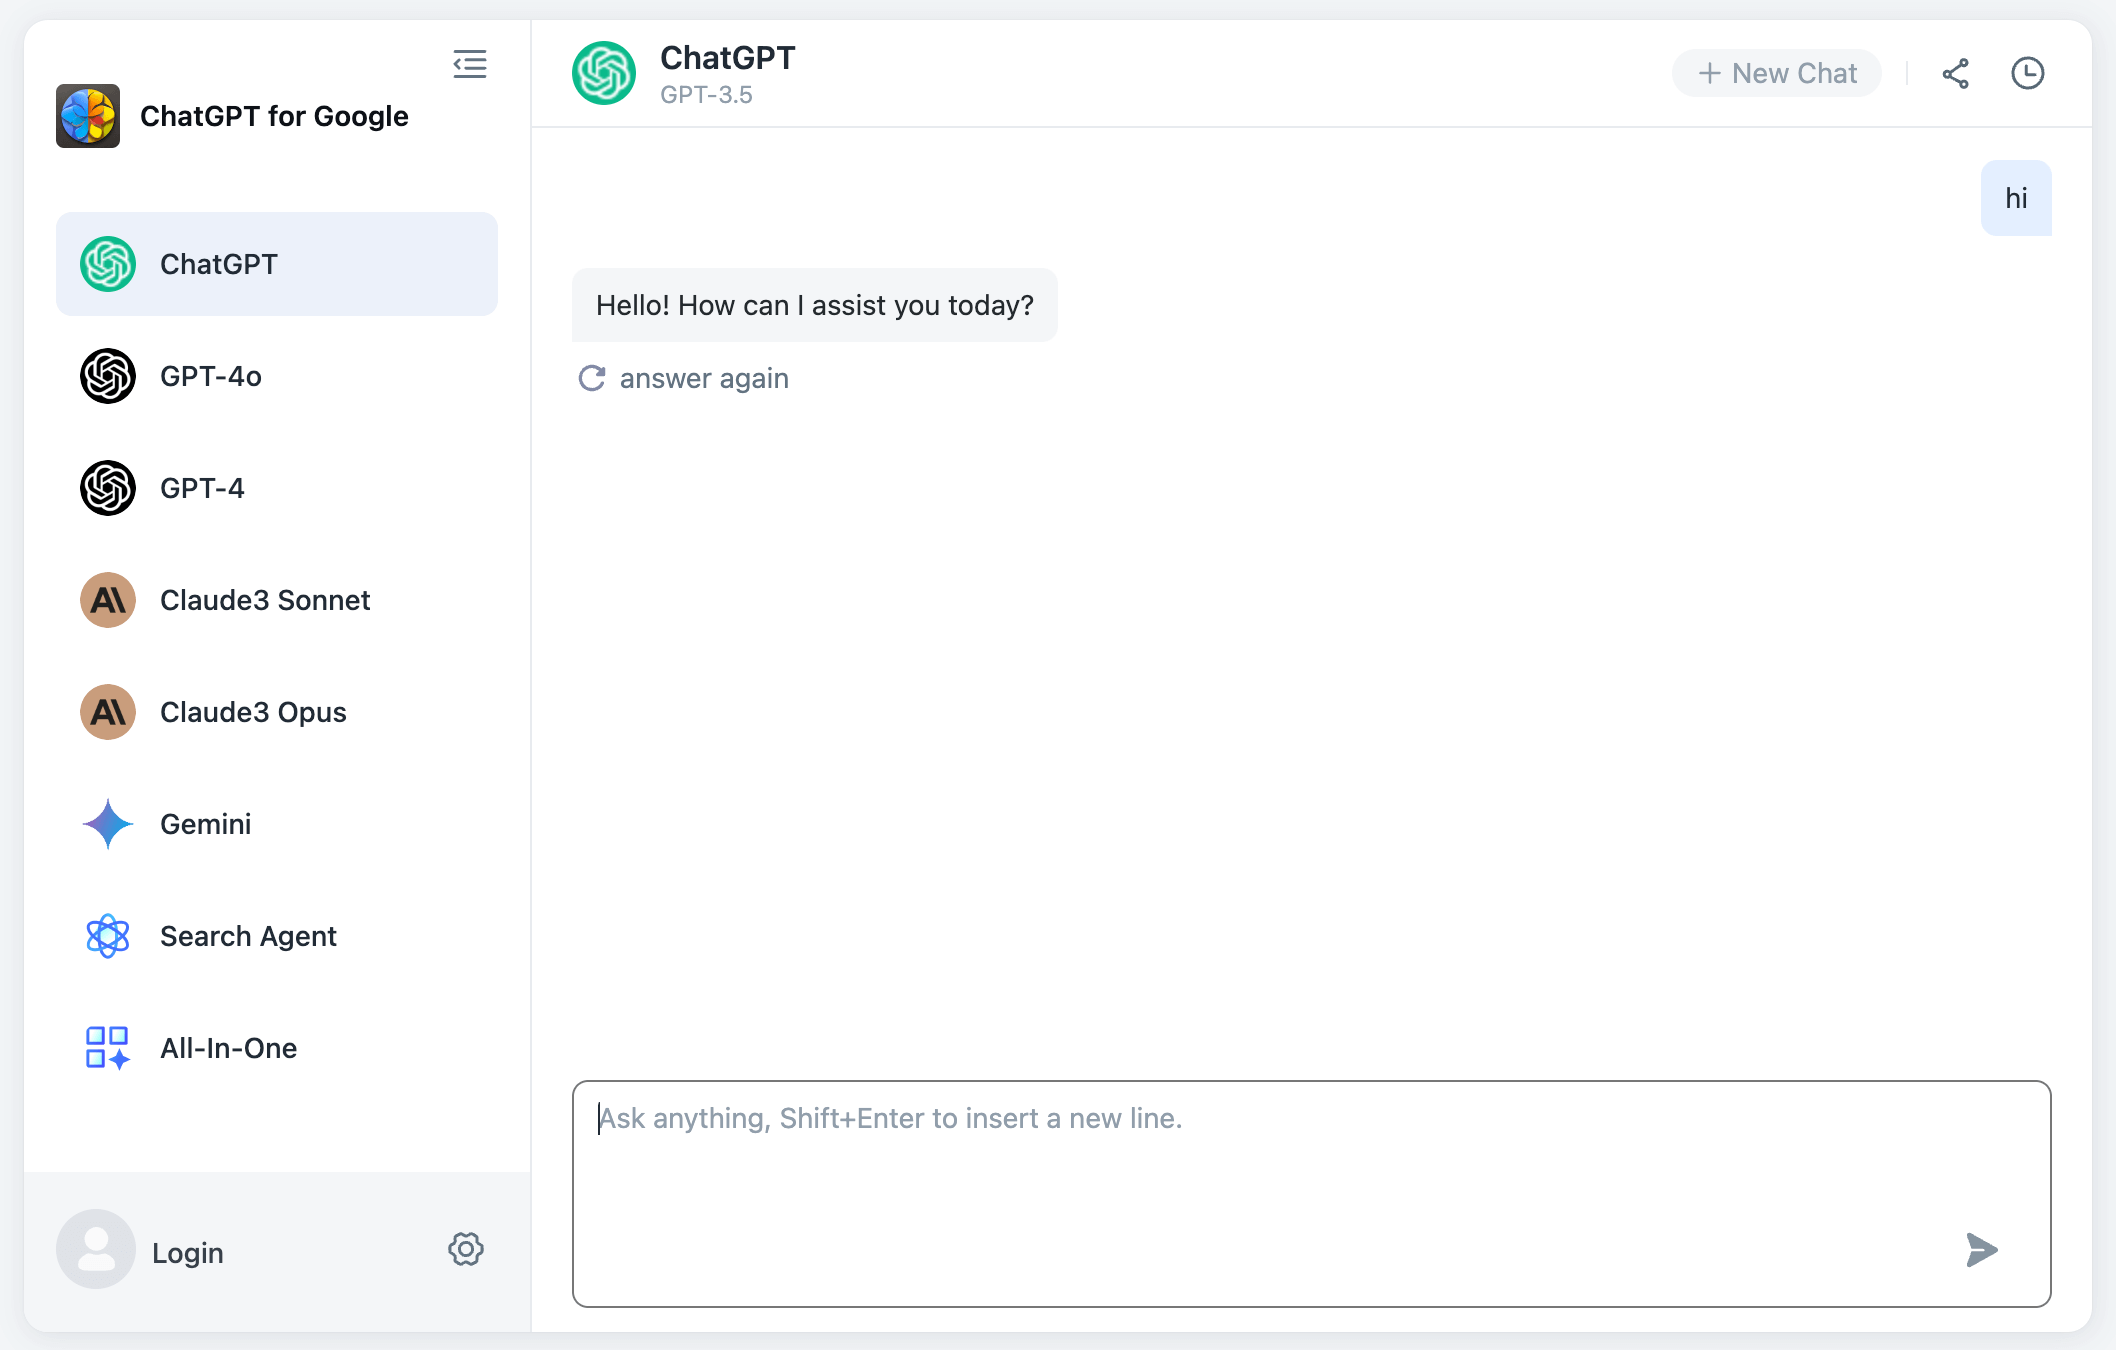 ChatGPT for Google
ChatGPT
GPT-4o
GPT-4
Claude3 Sonnet
Claude3 Opus
Gemini
Search Agent
All-In-One
Login
ChatGPT
GPT-3.5
New Chat
hi
Hello! How can I assist you today?
answer again
Ask anything, Shift+Enter to insert a new line.